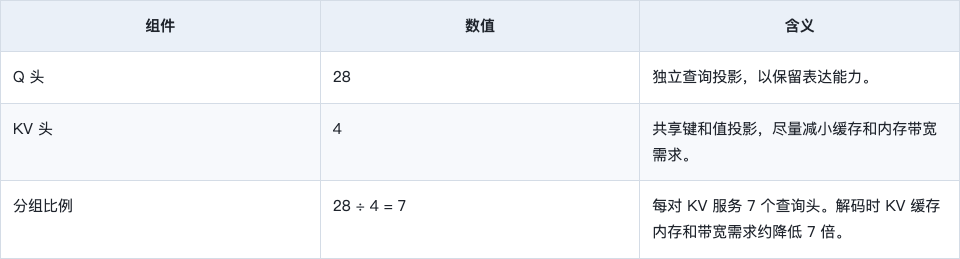 组件 数值 含义
Q 头 28 独立查询投影，以保留表达能力。
KV 头 4 共享键和值投影，尽量减小缓存和内存带宽
需求。
分组比例 28 ÷ 4 = 7 每对 KV 服务 7 个查询头。解码时 KV 缓存
内存和带宽需求约降低 7 倍。